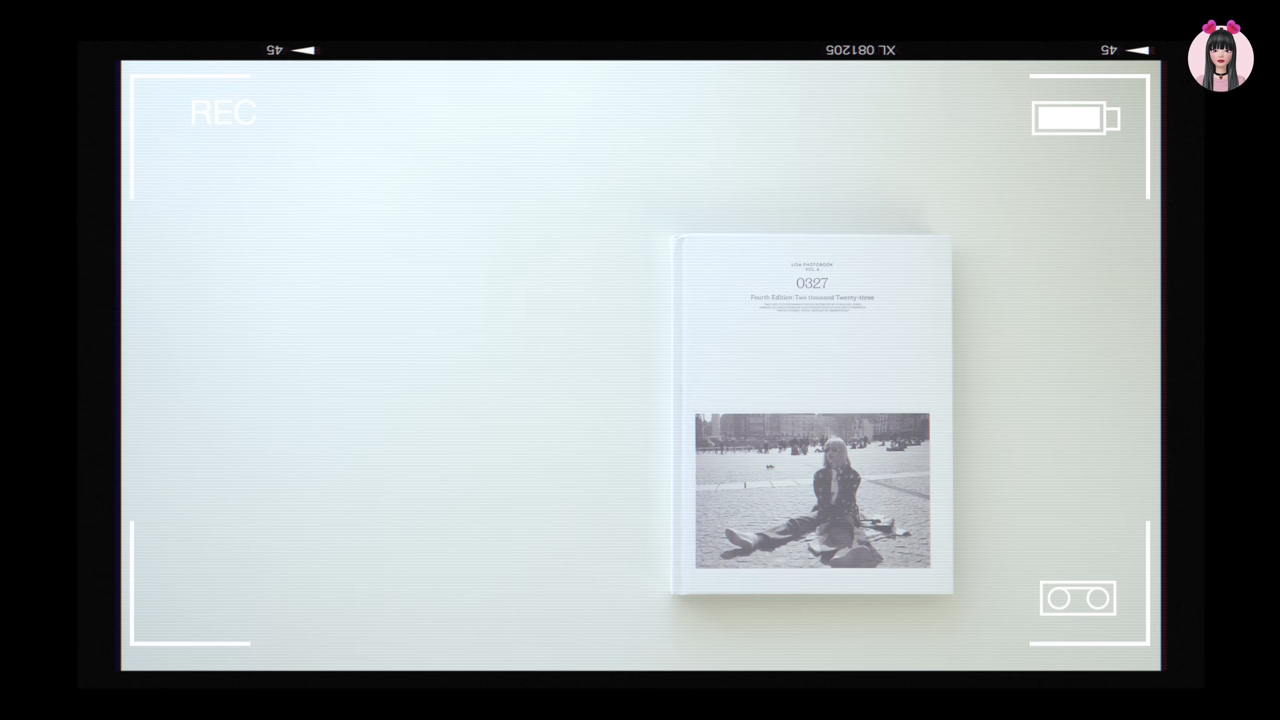 45
XL 081205
45
REC
LISA PHOTOBOOK
VOL.4
0327
Fourth Edition: Two thousand Twenty-three